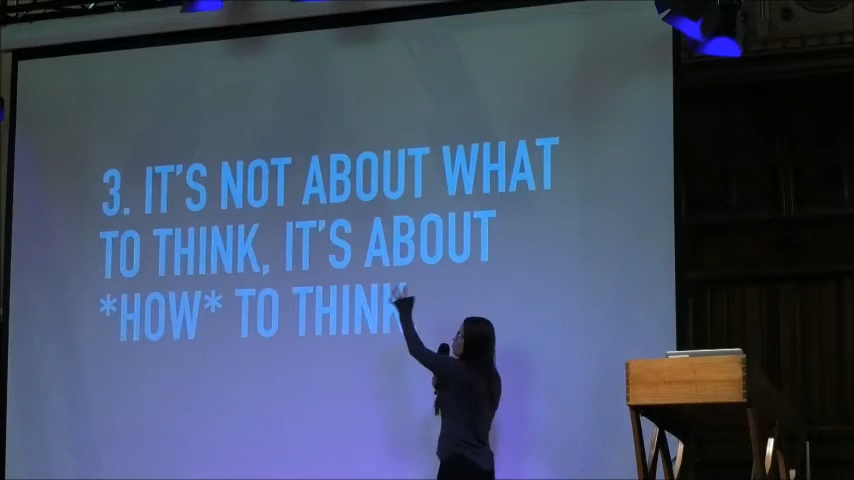 3. IT'S NOT ABOUT WHAT
TO THINK, IT'S ABOUT
*HOW* TO THINK